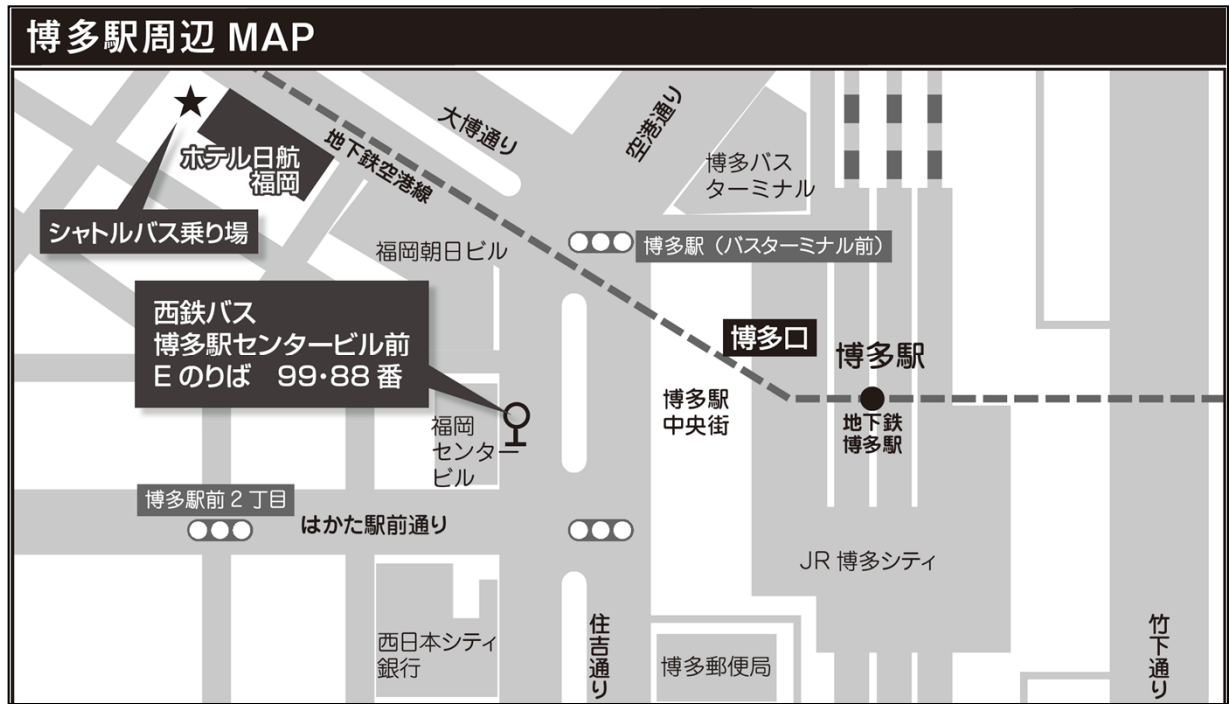 博多駅周辺 MAP
大博通り
空港通り
地下鉄空港線
ホテル日航
福岡
博多バス
ターミナル
シャトルバス乗り場
福岡朝日ビル
博多駅（バスターミナル前）
西鉄バス
博多駅センタービル前
E のりば　99・88 番
博多口
博多駅
地下鉄
博多駅
博多駅
中央街
福岡
センター
ビル
博多駅前 2 丁目
はかた駅前通り
JR 博多シティ
西日本シティ
銀行
住吉通り
博多郵便局
竹下通り